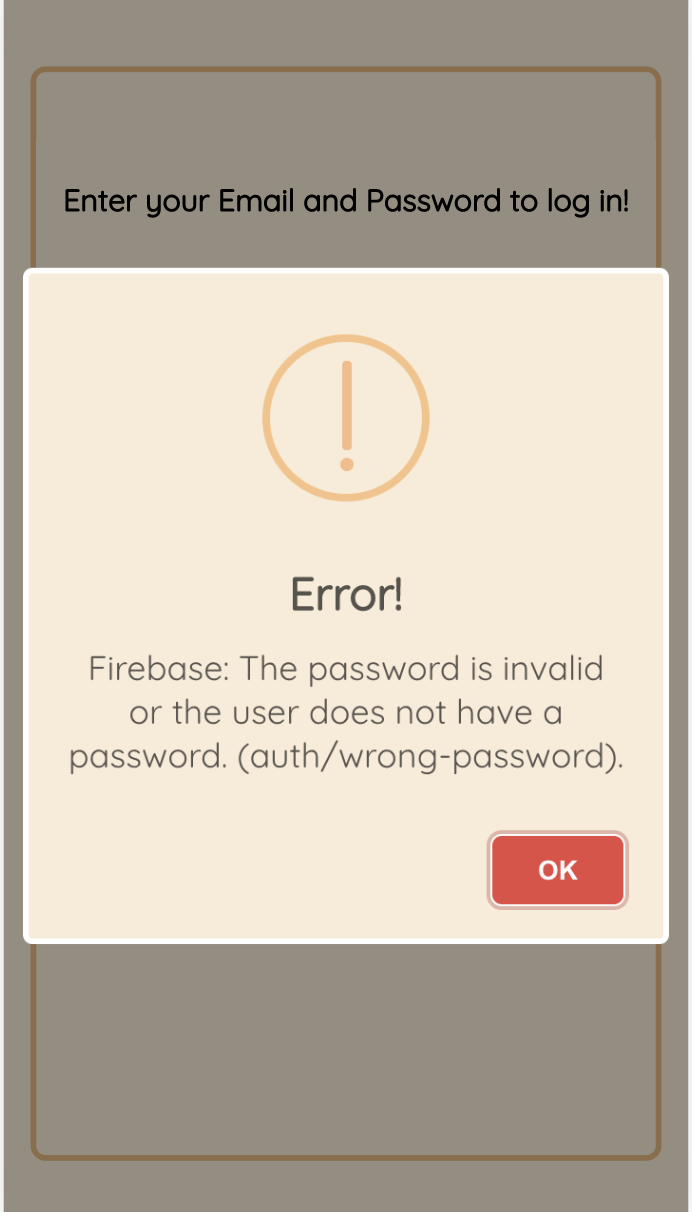 Enter your Email and Password to log in!
Error!
Firebase: The password is invalid
or the user does not have a
password. (auth/wrong-password).
OK